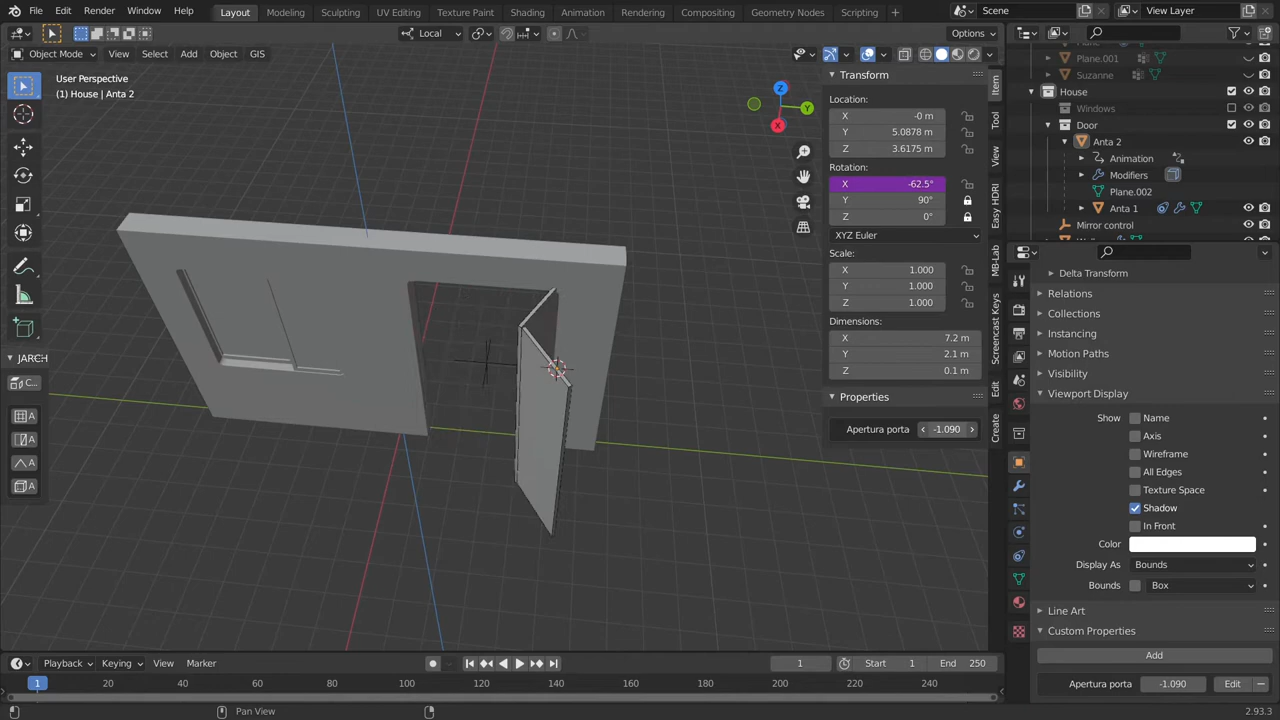 File Edit Render Window Help Layout Modeling Sculpting UV Editing Texture Paint Shading Animation Rendering Compositing Geometry Nodes Scripting + Scene View Layer
Local Options
Object Mode View Select Add Object GIS
User Perspective
(1) House | Anta 2
Z
Y
X
JARCH
C...
A
A
A
A
Transform
Location:
X -0 m
Y 5.0878 m
Z 3.6175 m
Rotation:
X -62.5°
Y 90°
Z 0°
XYZ Euler
Scale:
X 1.000
Y 1.000
Z 1.000
Dimensions:
X 7.2 m
Y 2.1 m
Z 0.1 m
Properties
Apertura porta -1.090
Item
Tool
View
Easy HDRI
MB-Lab
Screencast Keys
Edit
Create
Plane.001
Suzanne
House
Windows
Door
Anta 2
Animation
Modifiers
Plane.002
Anta 1
Mirror control
Delta Transform
Relations
Collections
Instancing
Motion Paths
Visibility
Viewport Display
Show Name
Axis
Wireframe
All Edges
Texture Space
Shadow
In Front
Color
Display As Bounds
Bounds Box
Line Art
Custom Properties
Add
Apertura porta -1.090 Edit
Playback Keying View Marker 1 Start 1 End 250
1 20 40 60 80 100 120 140 160 180 200 220 240
Pan View 2.93.3